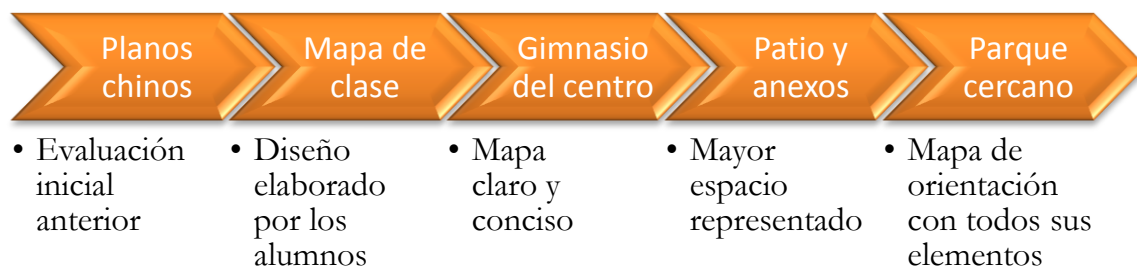 Planos
chinos
Mapa de
clase
Gimnasio
del centro
Patio y
anexos
Parque
cercano
• Evaluación
inicial
anterior
• Diseño
elaborado
por los
alumnos
• Mapa
claro y
conciso
• Mayor
espacio
representado
• Mapa de
orientación
con todos sus
elementos